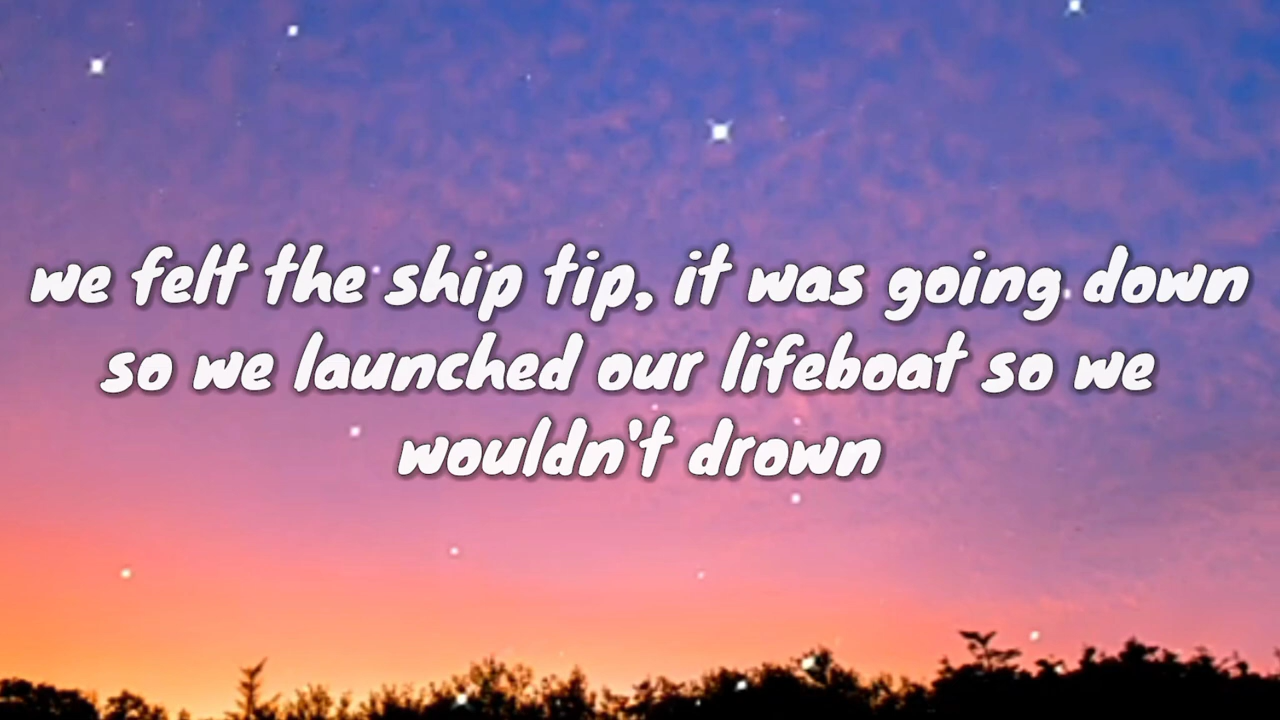 we felt the ship tip, it was going down
so we launched our lifeboat so we
wouldn't drown